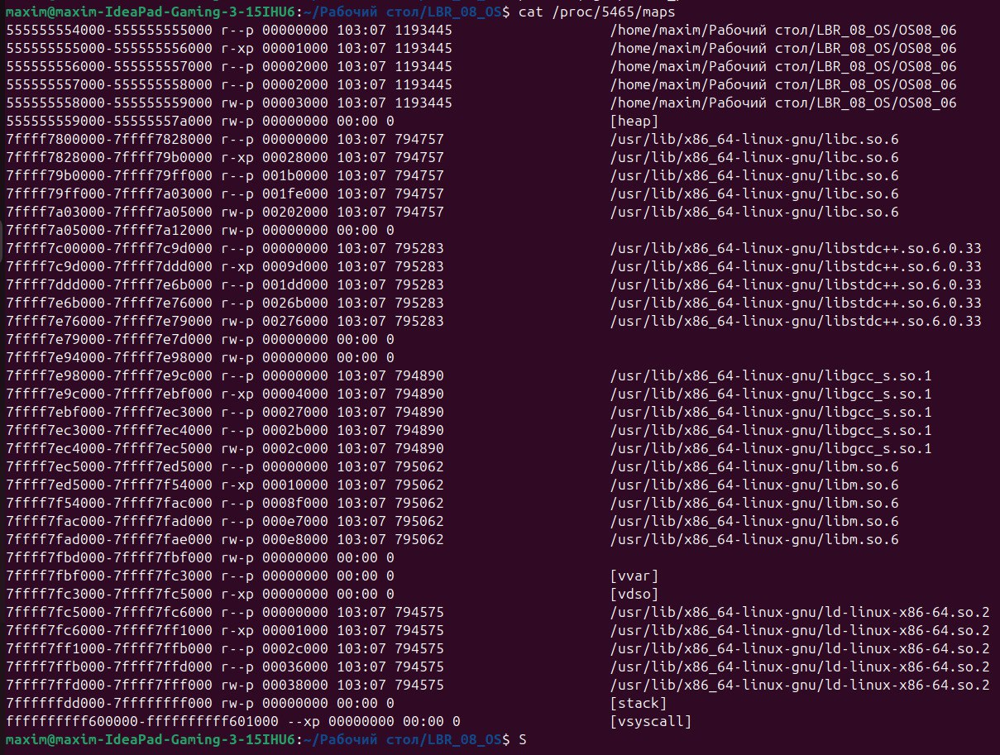 maxim@maxim-IdeaPad-Gaming-3-15IHU6:~/Рабочий стол/LBR_08_OS$ cat /proc/5465/maps
555555554000-555555555000 r--p 00000000 103:07 1193445 /home/maxim/Рабочий стол/LBR_08_OS/OS08_06
555555555000-555555556000 r-xp 00001000 103:07 1193445 /home/maxim/Рабочий стол/LBR_08_OS/OS08_06
555555556000-555555557000 r--p 00002000 103:07 1193445 /home/maxim/Рабочий стол/LBR_08_OS/OS08_06
555555557000-555555558000 r--p 00002000 103:07 1193445 /home/maxim/Рабочий стол/LBR_08_OS/OS08_06
555555558000-555555559000 rw-p 00003000 103:07 1193445 /home/maxim/Рабочий стол/LBR_08_OS/OS08_06
555555559000-55555557a000 rw-p 00000000 00:00 0 [heap]
7ffff7800000-7ffff7828000 r--p 00000000 103:07 794757 /usr/lib/x86_64-linux-gnu/libc.so.6
7ffff7828000-7ffff79b0000 r-xp 00028000 103:07 794757 /usr/lib/x86_64-linux-gnu/libc.so.6
7ffff79b0000-7ffff79ff000 r--p 001b0000 103:07 794757 /usr/lib/x86_64-linux-gnu/libc.so.6
7ffff79ff000-7ffff7a03000 r--p 001fe000 103:07 794757 /usr/lib/x86_64-linux-gnu/libc.so.6
7ffff7a03000-7ffff7a05000 rw-p 00202000 103:07 794757 /usr/lib/x86_64-linux-gnu/libc.so.6
7ffff7a05000-7ffff7a12000 rw-p 00000000 00:00 0
7ffff7c00000-7ffff7c9d000 r--p 00000000 103:07 795283 /usr/lib/x86_64-linux-gnu/libstdc++.so.6.0.33
7ffff7c9d000-7ffff7ddd000 r-xp 0009d000 103:07 795283 /usr/lib/x86_64-linux-gnu/libstdc++.so.6.0.33
7ffff7ddd000-7ffff7e6b000 r--p 001dd000 103:07 795283 /usr/lib/x86_64-linux-gnu/libstdc++.so.6.0.33
7ffff7e6b000-7ffff7e76000 r--p 0026b000 103:07 795283 /usr/lib/x86_64-linux-gnu/libstdc++.so.6.0.33
7ffff7e76000-7ffff7e79000 rw-p 00276000 103:07 795283 /usr/lib/x86_64-linux-gnu/libstdc++.so.6.0.33
7ffff7e79000-7ffff7e7d000 rw-p 00000000 00:00 0
7ffff7e94000-7ffff7e98000 rw-p 00000000 00:00 0
7ffff7e98000-7ffff7e9c000 r--p 00000000 103:07 794890 /usr/lib/x86_64-linux-gnu/libgcc_s.so.1
7ffff7e9c000-7ffff7ebf000 r-xp 00004000 103:07 794890 /usr/lib/x86_64-linux-gnu/libgcc_s.so.1
7ffff7ebf000-7ffff7ec3000 r--p 00027000 103:07 794890 /usr/lib/x86_64-linux-gnu/libgcc_s.so.1
7ffff7ec3000-7ffff7ec4000 r--p 0002b000 103:07 794890 /usr/lib/x86_64-linux-gnu/libgcc_s.so.1
7ffff7ec4000-7ffff7ec5000 rw-p 0002c000 103:07 794890 /usr/lib/x86_64-linux-gnu/libgcc_s.so.1
7ffff7ec5000-7ffff7ed5000 r--p 00000000 103:07 795062 /usr/lib/x86_64-linux-gnu/libm.so.6
7ffff7ed5000-7ffff7f54000 r-xp 00010000 103:07 795062 /usr/lib/x86_64-linux-gnu/libm.so.6
7ffff7f54000-7ffff7fac000 r--p 0008f000 103:07 795062 /usr/lib/x86_64-linux-gnu/libm.so.6
7ffff7fac000-7ffff7fad000 r--p 000e7000 103:07 795062 /usr/lib/x86_64-linux-gnu/libm.so.6
7ffff7fad000-7ffff7fae000 rw-p 000e8000 103:07 795062 /usr/lib/x86_64-linux-gnu/libm.so.6
7ffff7fbd000-7ffff7fbf000 rw-p 00000000 00:00 0
7ffff7fbf000-7ffff7fc3000 r--p 00000000 00:00 0 [vvar]
7ffff7fc3000-7ffff7fc5000 r-xp 00000000 00:00 0 [vdso]
7ffff7fc5000-7ffff7fc6000 r--p 00000000 103:07 794575 /usr/lib/x86_64-linux-gnu/ld-linux-x86-64.so.2
7ffff7fc6000-7ffff7ff1000 r-xp 00001000 103:07 794575 /usr/lib/x86_64-linux-gnu/ld-linux-x86-64.so.2
7ffff7ff1000-7ffff7ffb000 r--p 0002c000 103:07 794575 /usr/lib/x86_64-linux-gnu/ld-linux-x86-64.so.2
7ffff7ffb000-7ffff7ffd000 r--p 00036000 103:07 794575 /usr/lib/x86_64-linux-gnu/ld-linux-x86-64.so.2
7ffff7ffd000-7ffff7fff000 rw-p 00038000 103:07 794575 /usr/lib/x86_64-linux-gnu/ld-linux-x86-64.so.2
7ffffffdd000-7ffffffff000 rw-p 00000000 00:00 0 [stack]
ffffffffff600000-ffffffffff601000 --xp 00000000 00:00 0 [vsyscall]
maxim@maxim-IdeaPad-Gaming-3-15IHU6:~/Рабочий стол/LBR_08_OS$ S